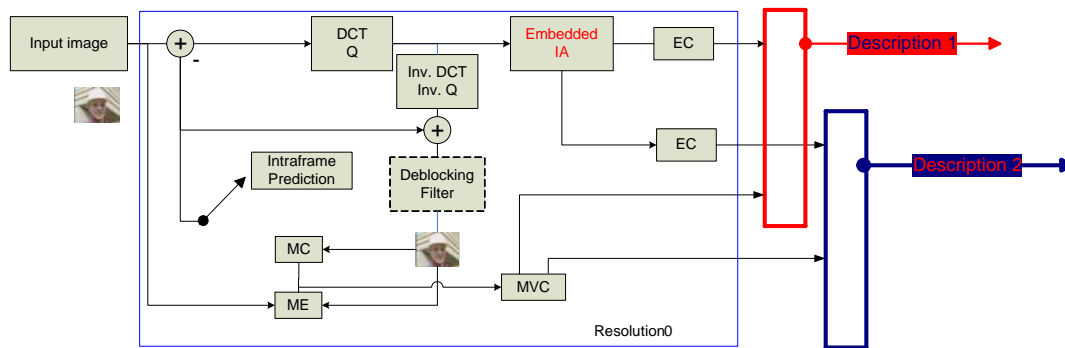 Input image
+
-
DCT
Q
Embedded
IA
EC
Description 1
Inv. DCT
Inv. Q
+
EC
Intraframe
Prediction
Deblocking
Filter
Description 2
MC
MVC
ME
Resolution0